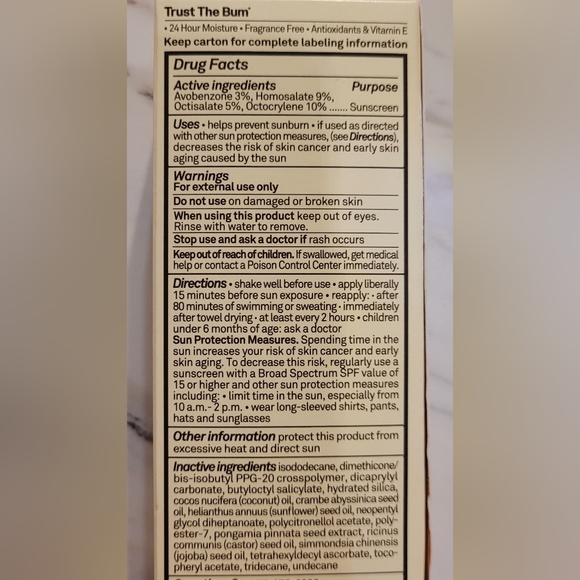 Trust The Bum®
• 24 Hour Moisture • Fragrance Free • Antioxidants & Vitamin E
Keep carton for complete labeling information
Drug Facts
Active ingredients Purpose
Avobenzone 3%, Homosalate 9%,
Octisalate 5%, Octocrylene 10% ....... Sunscreen
Uses • helps prevent sunburn • if used as directed
with other sun protection measures, (see Directions),
decreases the risk of skin cancer and early skin
aging caused by the sun
Warnings
For external use only
Do not use on damaged or broken skin
When using this product keep out of eyes.
Rinse with water to remove.
Stop use and ask a doctor if rash occurs
Keep out of reach of children. If swallowed, get medical
help or contact a Poison Control Center immediately.
Directions • shake well before use • apply liberally
15 minutes before sun exposure • reapply: • after
80 minutes of swimming or sweating • immediately
after towel drying • at least every 2 hours • children
under 6 months of age: ask a doctor
Sun Protection Measures. Spending time in the
sun increases your risk of skin cancer and early
skin aging. To decrease this risk, regularly use a
sunscreen with a Broad Spectrum SPF value of
15 or higher and other sun protection measures
including: • limit time in the sun, especially from
10 a.m.- 2 p.m. • wear long-sleeved shirts, pants,
hats and sunglasses
Other information protect this product from
excessive heat and direct sun
Inactive ingredients isododecane, dimethicone/
bis-isobutyl PPG-20 crosspolymer, dicaprylyl
carbonate, butyloctyl salicylate, hydrated silica,
cocos nucifera (coconut) oil, crambe abyssinica seed
oil, helianthus annuus (sunflower) seed oil, neopentyl
glycol diheptanoate, polycitronellol acetate, poly-
ester-7, pongamia pinnata seed extract, ricinus
communis (castor) seed oil, simmondsia chinensis
(jojoba) seed oil, tetrahexyldecyl ascorbate, toco-
pheryl acetate, tridecane, undecane